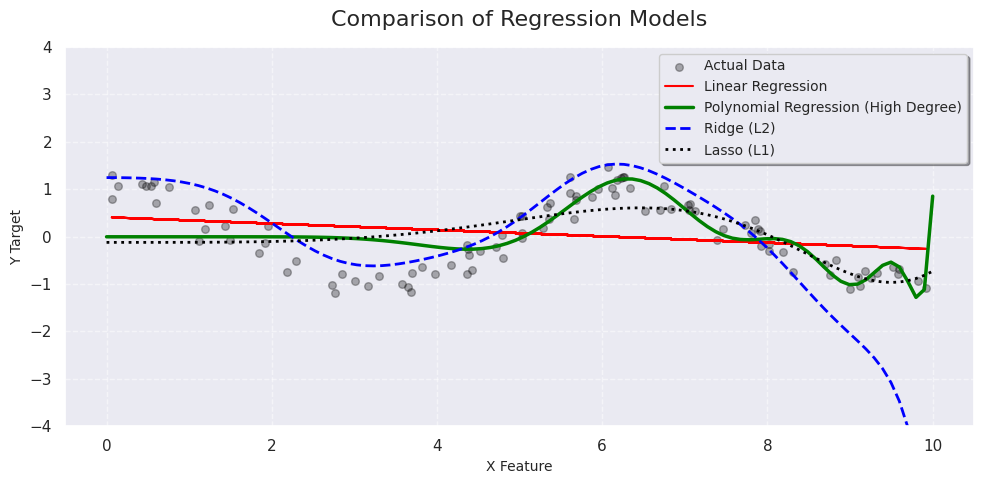 Comparison of Regression Models
Actual Data
Linear Regression
Polynomial Regression (High Degree)
Ridge (L2)
Lasso (L1)
Y Target
4
3
2
1
0
−1
−2
−3
−4
0 2 4 6 8 10
X Feature